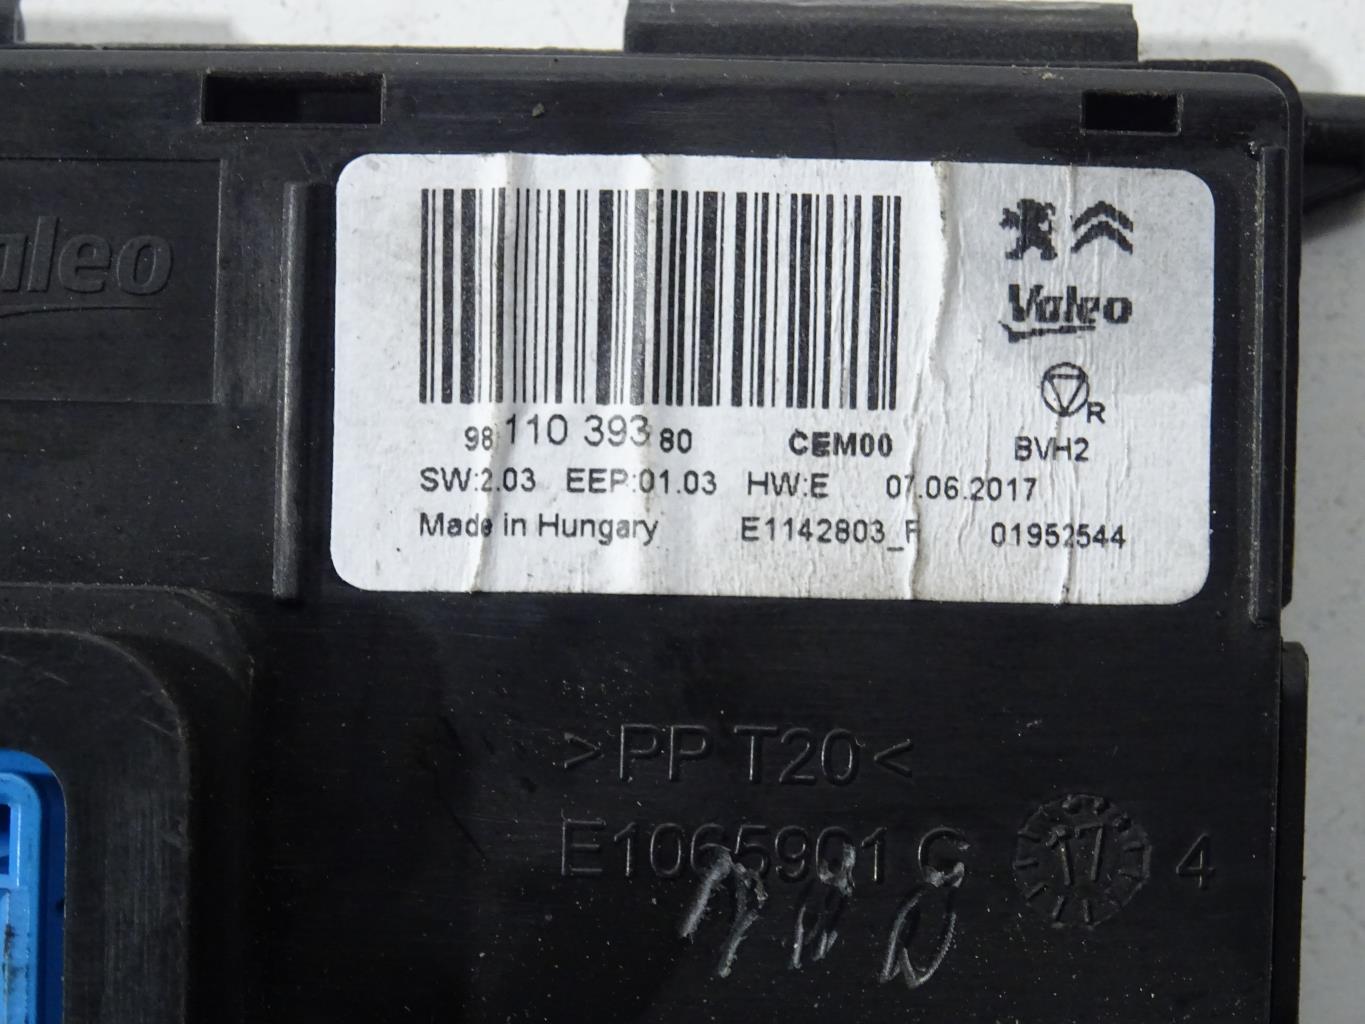 Valeo
98 110 393 80 CEM00 BVH2
R
SW:2.03 EEP:01.03 HW:E 07.06.2017
Made in Hungary E1142803_F 01952544
>PP T20<
E1065901 G 17 4